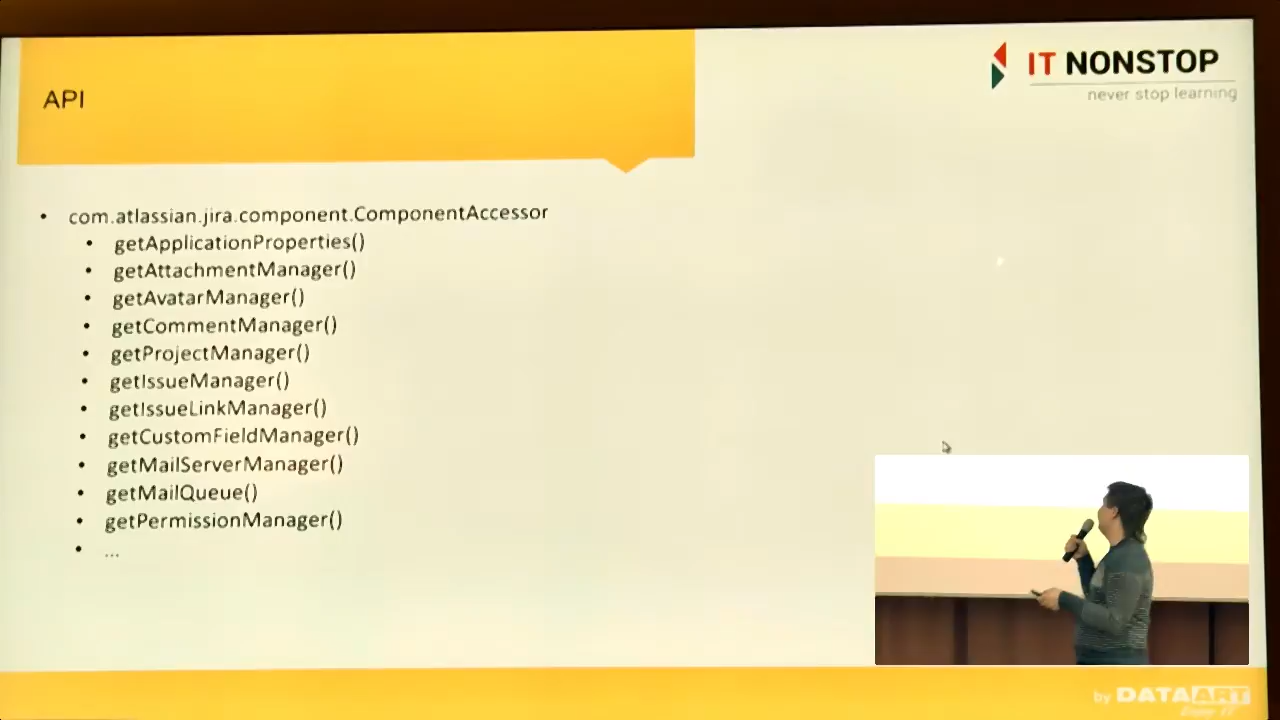 API
IT NONSTOP
never stop learning
• com.atlassian.jira.component.ComponentAccessor
• getApplicationProperties()
• getAttachmentManager()
• getAvatarManager()
• getCommentManager()
• getProjectManager()
• getIssueManager()
• getIssueLinkManager()
• getCustomFieldManager()
• getMailServerManager()
• getMailQueue()
• getPermissionManager()
• ...
by DATAART